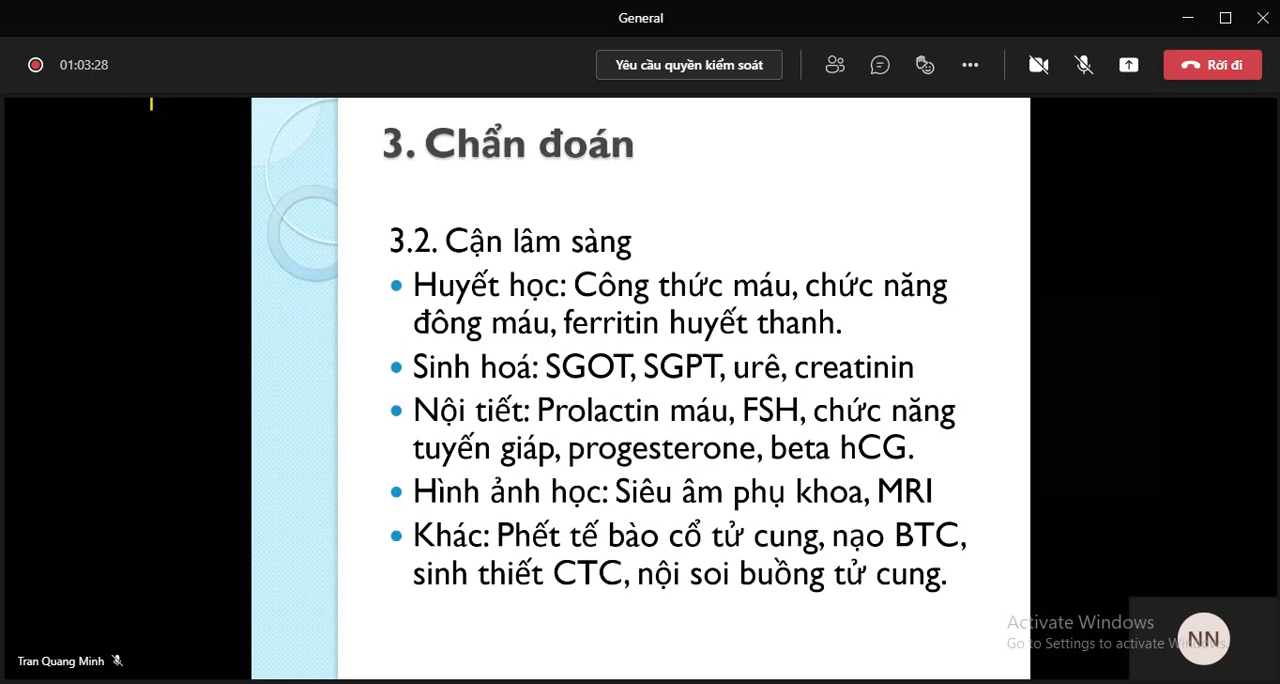 General
01:03:28
Yêu cầu quyền kiểm soát
Rời đi
3. Chẩn đoán
3.2. Cận lâm sàng
• Huyết học: Công thức máu, chức năng
đông máu, ferritin huyết thanh.
• Sinh hoá: SGOT, SGPT, urê, creatinin
• Nội tiết: Prolactin máu, FSH, chức năng
tuyến giáp, progesterone, beta hCG.
• Hình ảnh học: Siêu âm phụ khoa, MRI
• Khác: Phết tế bào cổ tử cung, nạo BTC,
sinh thiết CTC, nội soi buồng tử cung.
Activate Windows
Go to Settings to activate Windows.
NN
Tran Quang Minh